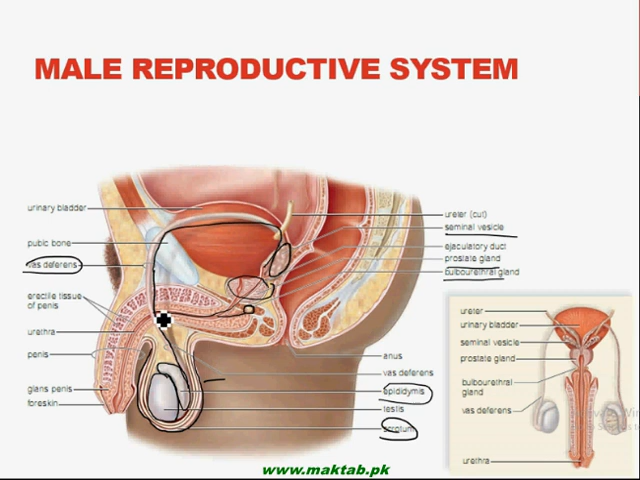 MALE REPRODUCTIVE SYSTEM
urinary bladder
pubic bone
vas deferens
erectile tissue
of penis
urethra
penis
glans penis
foreskin
ureter (cut)
seminal vesicle
ejaculatory duct
prostate gland
bulbourethral gland
anus
vas deferens
epididymis
testis
scrotum
ureter
urinary bladder
seminal vesicle
prostate gland
bulbourethral
gland
vas deferens
urethra
www.maktab.pk